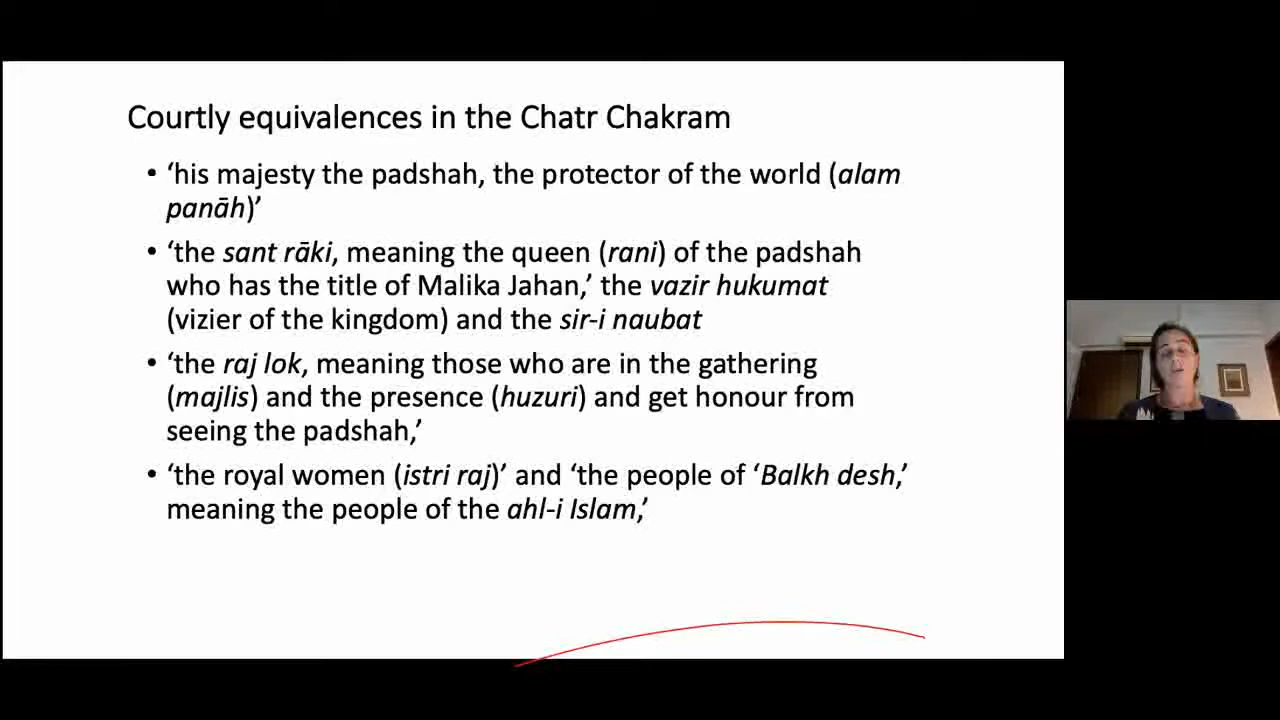 Courtly equivalences in the Chatr Chakram
• ‘his majesty the padshah, the protector of the world (alam
panāh)’
• ‘the sant rāki, meaning the queen (rani) of the padshah
who has the title of Malika Jahan,’ the vazir hukumat
(vizier of the kingdom) and the sir-i naubat
• ‘the raj lok, meaning those who are in the gathering
(majlis) and the presence (huzuri) and get honour from
seeing the padshah,’
• ‘the royal women (istri raj)’ and ‘the people of ‘Balkh desh,’
meaning the people of the ahl-i Islam,’